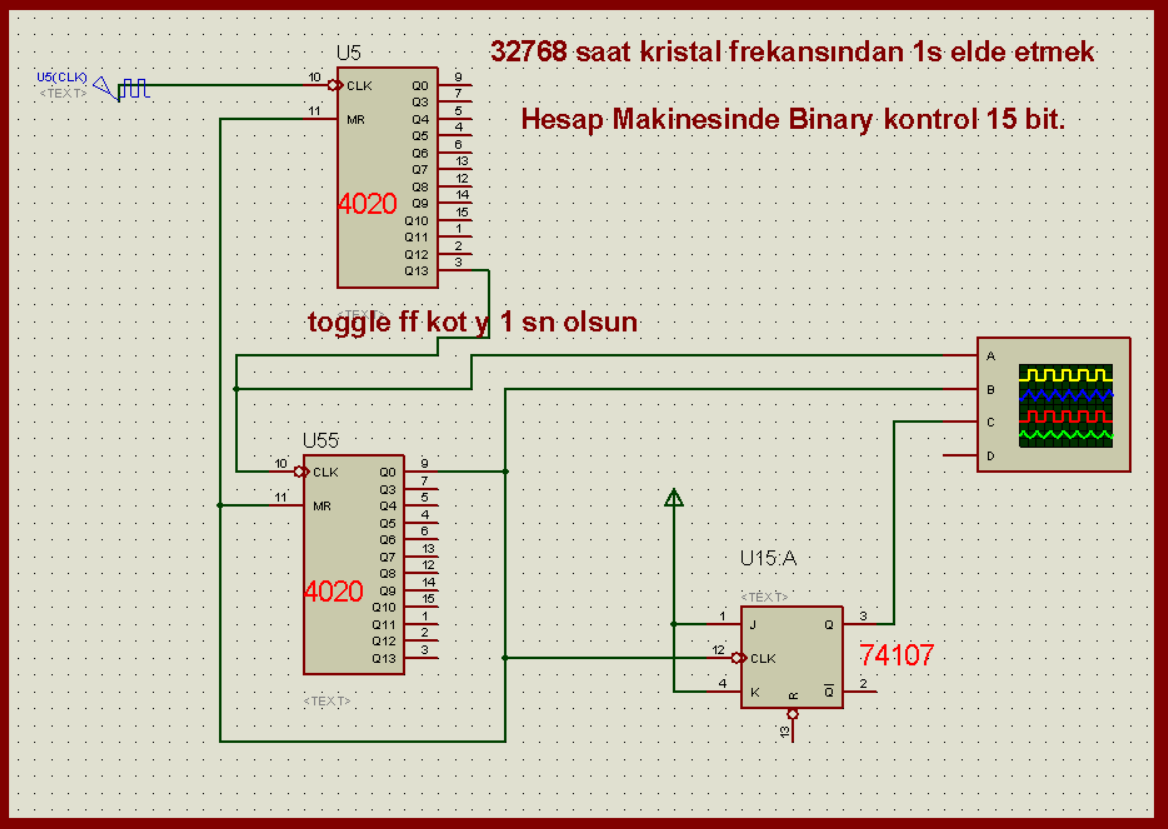 32768 saat kristal frekansından 1s elde etmek
Hesap Makinesinde Binary kontrol 15 bit.
U5(CLK)
<TEXT>
U5
10 CLK Q0 9
Q3 7
11 MR Q4 5
Q5 4
Q6 6
Q7 13
Q8 12
4020 Q9 14
Q10 15
Q11 1
Q12 2
Q13 3
<TEXT>
toggle ff kot y 1 sn olsun
A
B
C
D
U55
10 CLK Q0 9
Q3 7
11 MR Q4 5
Q5 4
Q6 6
Q7 13
Q8 12
4020 Q9 14
Q10 15
Q11 1
Q12 2
Q13 3
<TEXT>
U15:A
<TEXT>
1 J Q 3
12 CLK
74107
4 K R Q 2
13